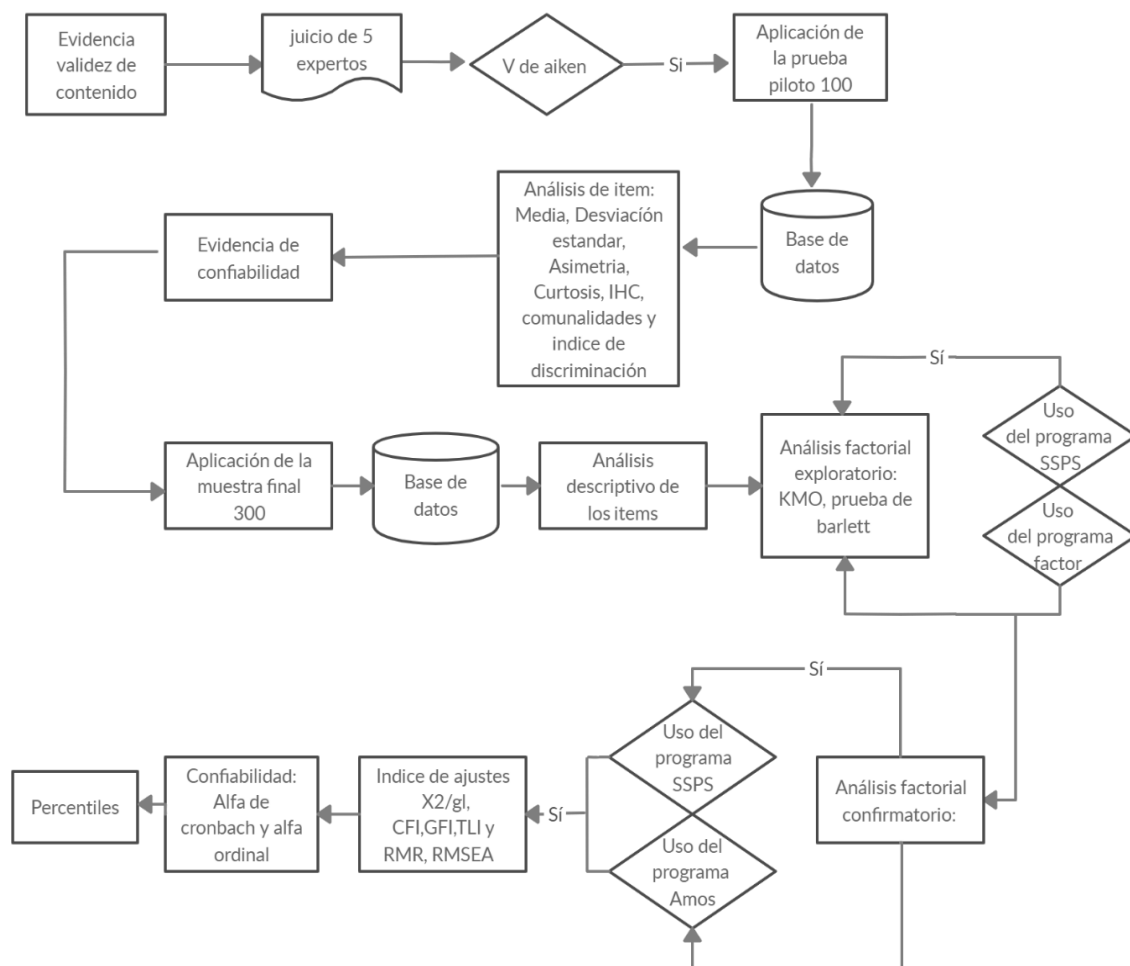 Evidencia
validez de
contenido
juicio de 5
expertos
V de aiken
Si
Aplicación de
la prueba
piloto 100
Base de
datos
Análisis de item:
Media, Desviacíón
estandar,
Asimetria,
Curtosis, IHC,
comunalidades y
indice de
discriminación
Evidencia de
confiabilidad
Aplicación de la
muestra final
300
Base de
datos
Análisis
descriptivo de
los items
Análisis factorial
exploratorio:
KMO, prueba de
barlett
Sí
Uso
del programa
SSPS
Uso
del programa
factor
Análisis factorial
confirmatorio:
Sí
Uso del
programa
SSPS
Uso del
programa
Amos
Sí
Indice de ajustes
X2/gl,
CFI,GFI,TLI y
RMR, RMSEA
Confiabilidad:
Alfa de
cronbach y alfa
ordinal
Percentiles